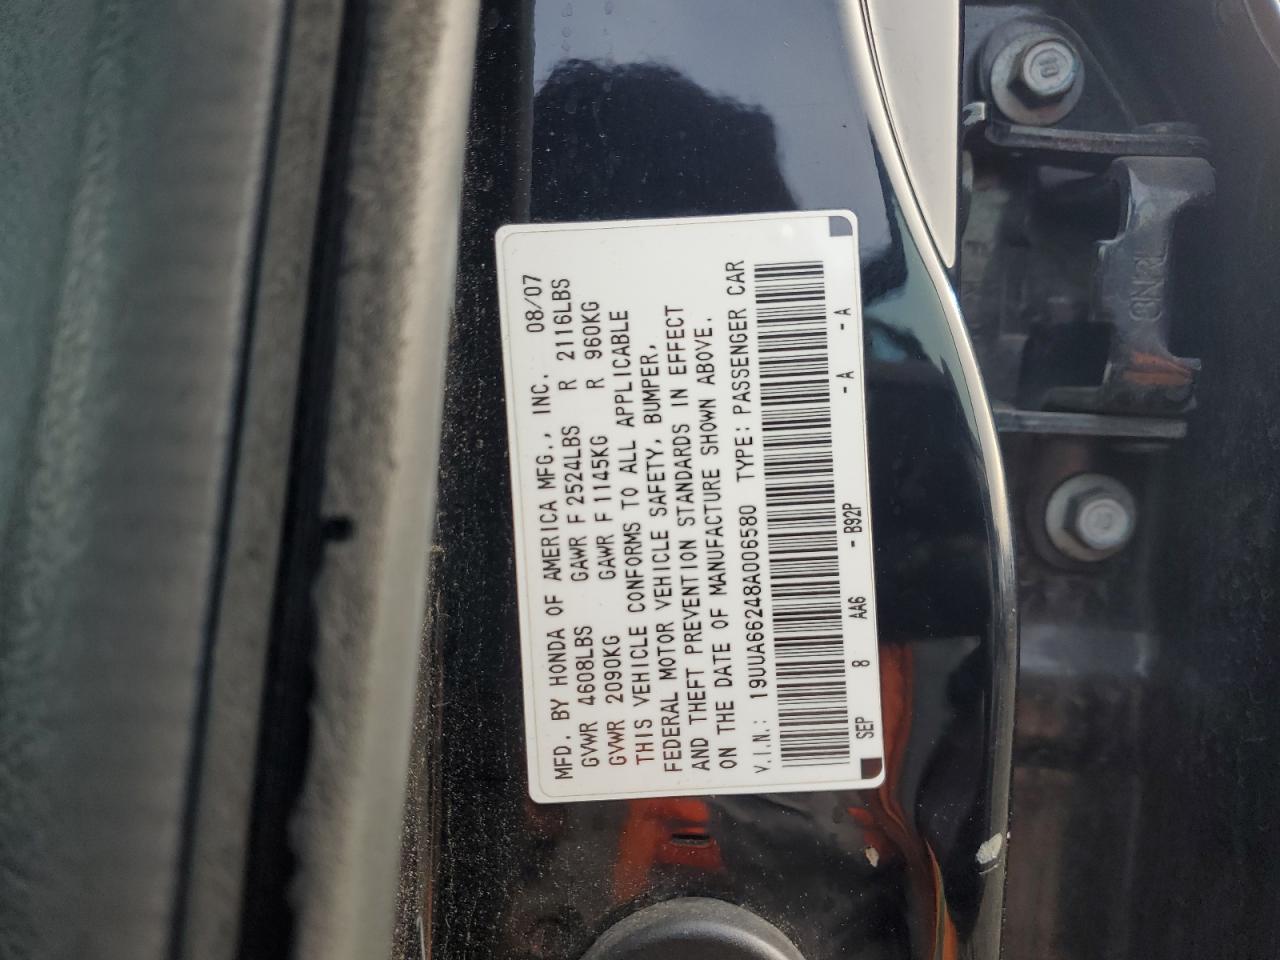 MFD. BY HONDA OF AMERICA MFG., INC. 08/07
GVWR 4608LBS GAWR F 2524LBS R 2116LBS
GVWR 2090KG GAWR F 1145KG R 960KG
THIS VEHICLE CONFORMS TO ALL APPLICABLE
FEDERAL MOTOR VEHICLE SAFETY, BUMPER,
AND THEFT PREVENTION STANDARDS IN EFFECT
ON THE DATE OF MANUFACTURE SHOWN ABOVE.
V.I.N.: 19UUA66248A006580 TYPE: PASSENGER CAR
SEP 8 AA6 - B92P - A - A